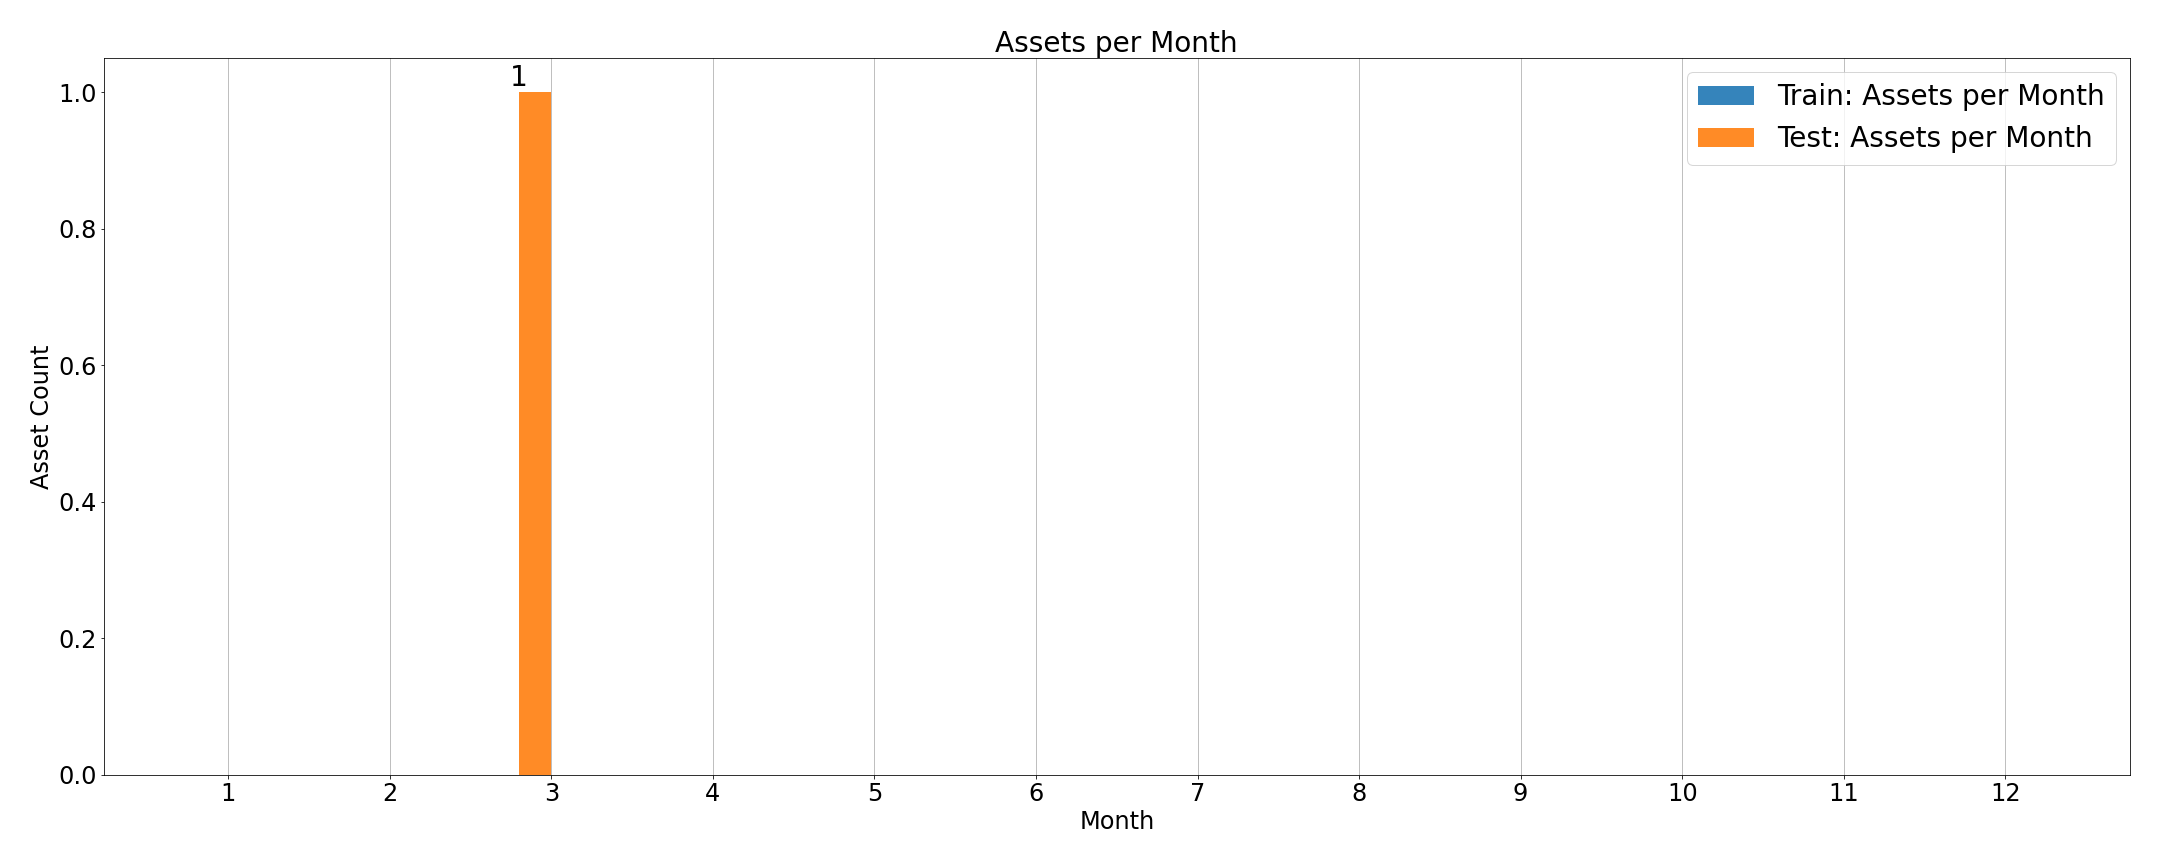 Assets per Month
1
Train: Assets per Month
Test: Assets per Month
1.0
0.8
0.6
0.4
0.2
0.0
Asset Count
1 2 3 4 5 6 7 8 9 10 11 12
Month